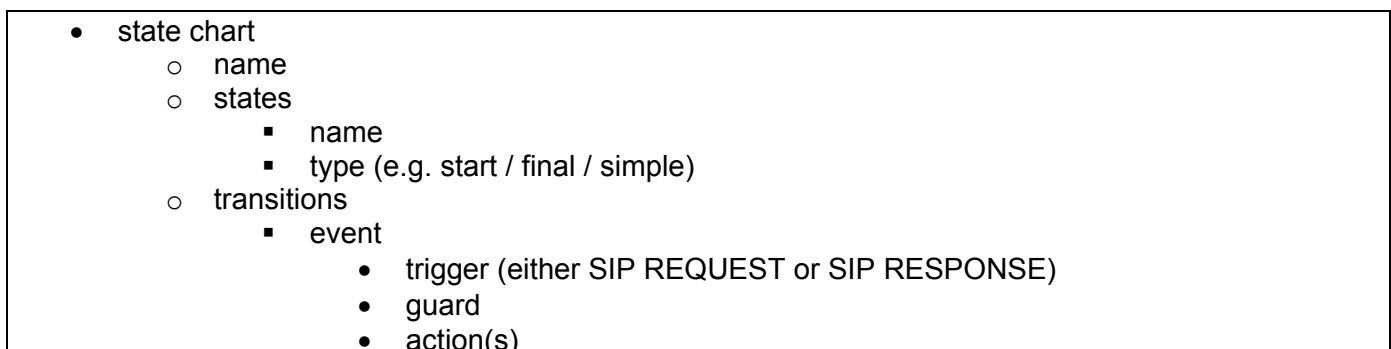 • state chart
o name
o states
▪ name
▪ type (e.g. start / final / simple)
o transitions
▪ event
• trigger (either SIP REQUEST or SIP RESPONSE)
• guard
• action(s)